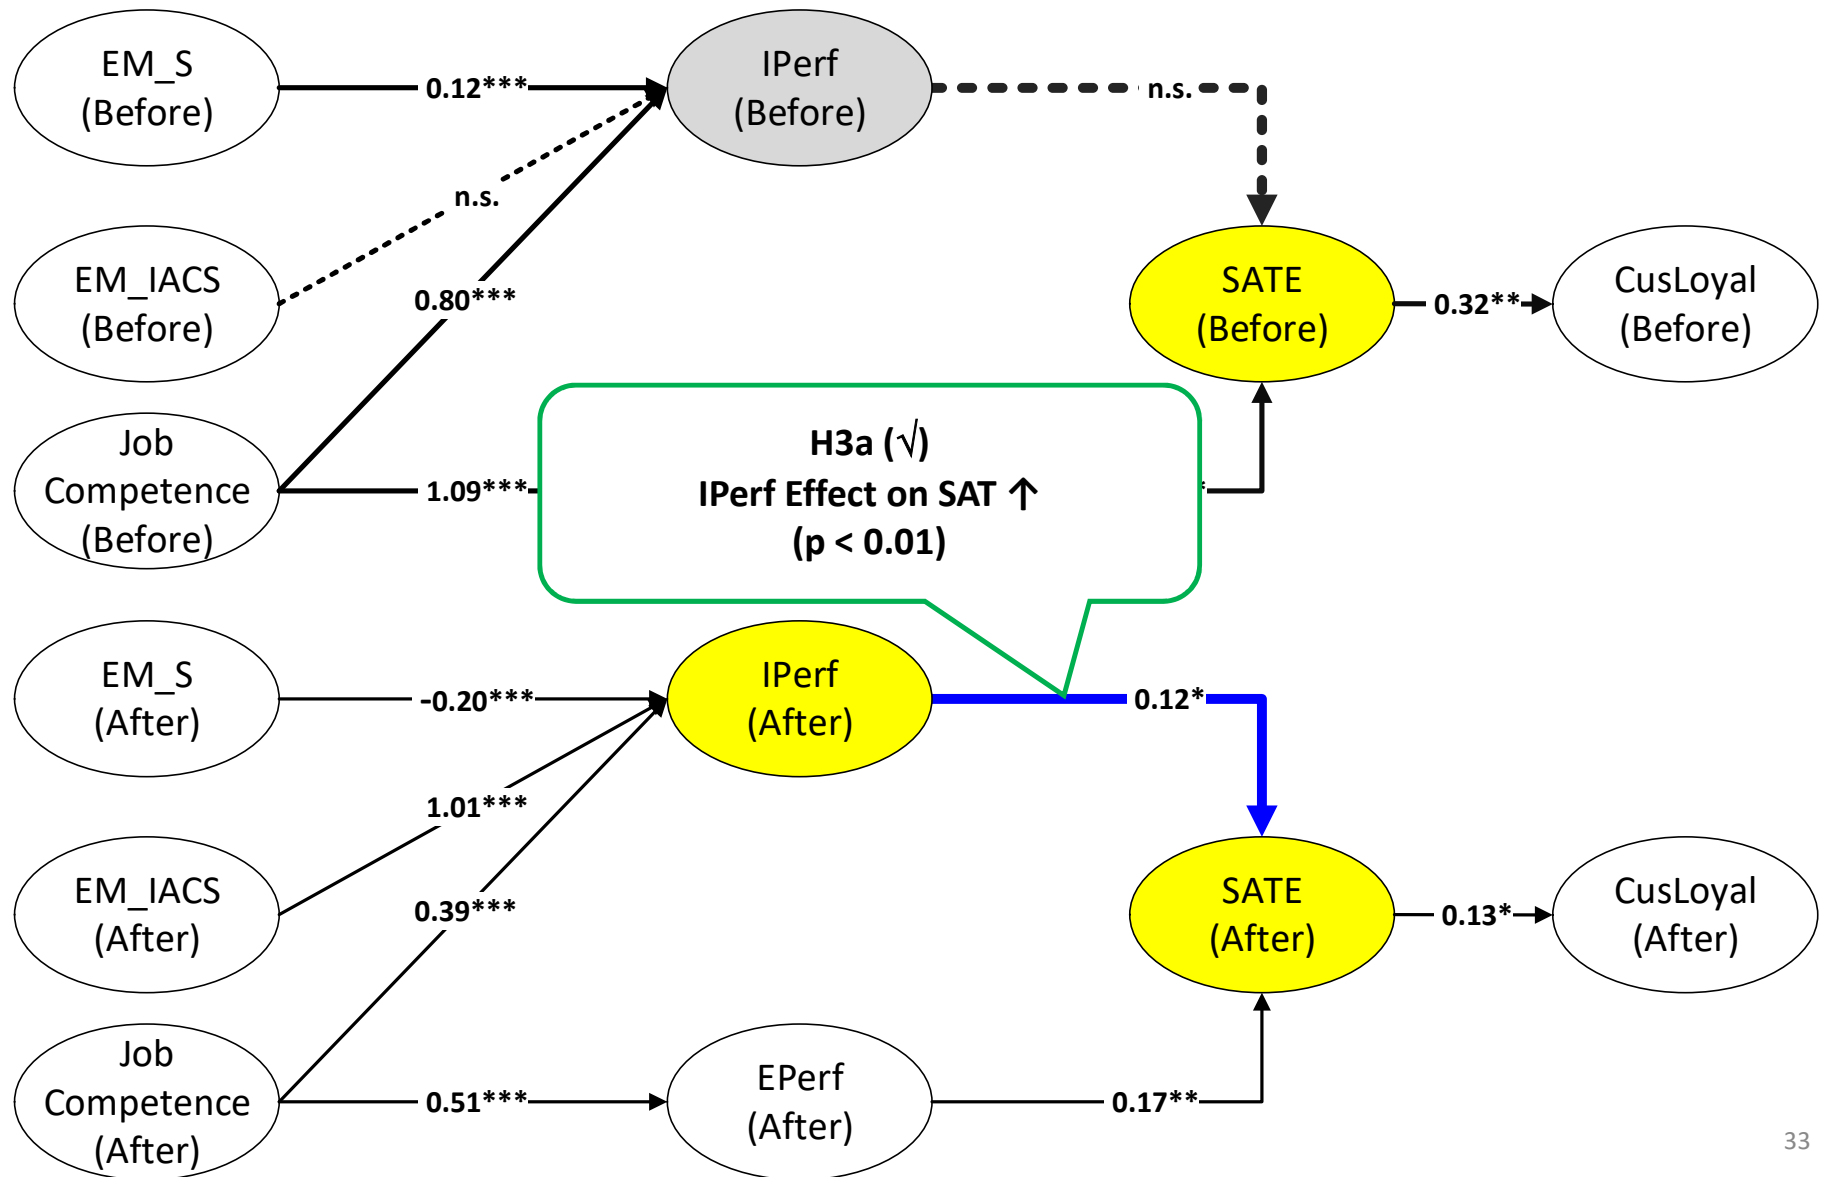 EM_S
(Before)
0.12***
IPerf
(Before)
n.s.
n.s.
EM_IACS
(Before)
0.80***
SATE
(Before)
0.32**
CusLoyal
(Before)
Job
Competence
(Before)
1.09***
H3a (√)
IPerf Effect on SAT ↑
(p < 0.01)
EM_S
(After)
-0.20***
IPerf
(After)
0.12*
1.01***
EM_IACS
(After)
0.39***
SATE
(After)
0.13*
CusLoyal
(After)
Job
Competence
(After)
0.51***
EPerf
(After)
0.17**
33